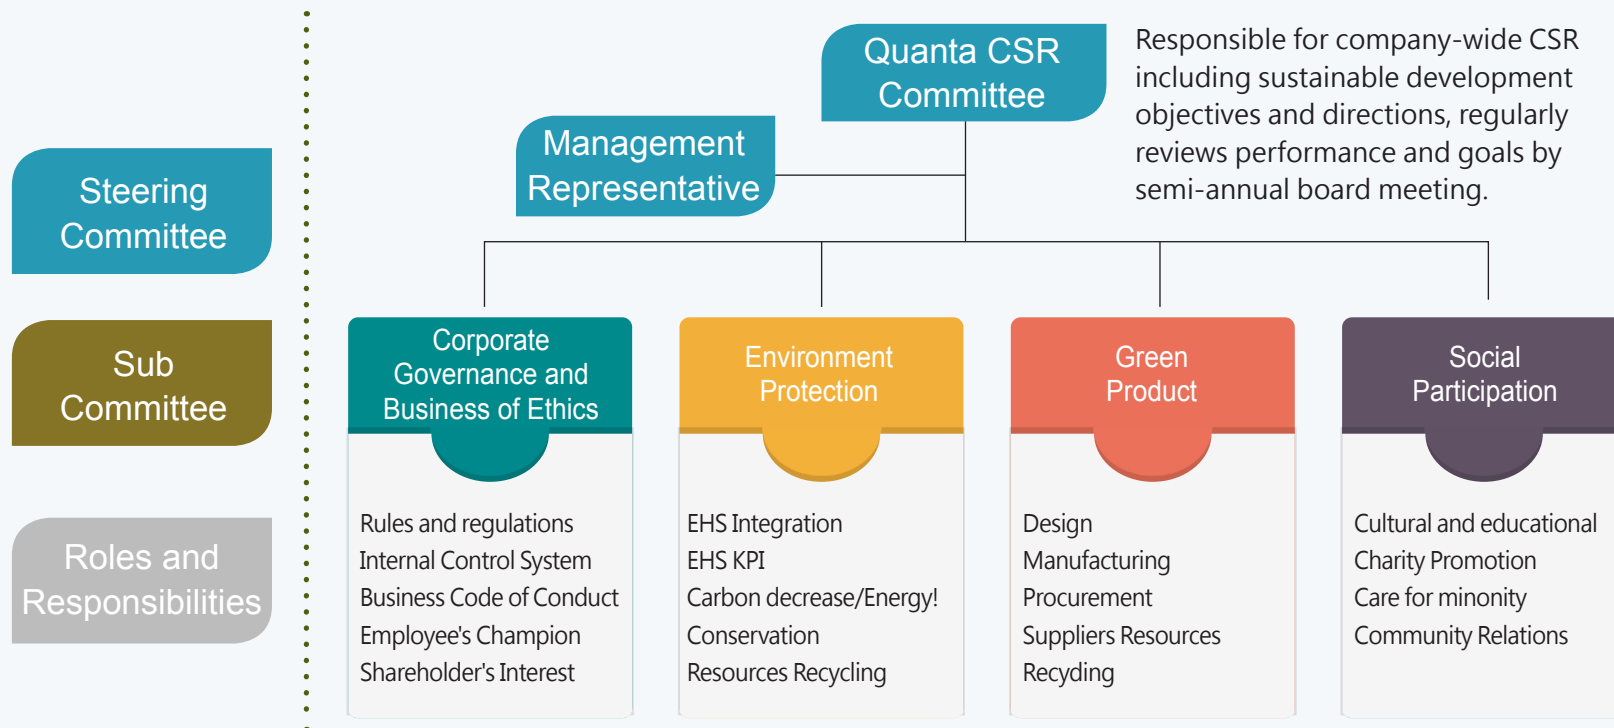 Quanta CSR
Committee
Responsible for company-wide CSR
including sustainable development
objectives and directions, regularly
reviews performance and goals by
semi-annual board meeting.
Management
Representative
Steering
Committee
Sub
Committee
Corporate
Governance and
Business of Ethics
Environment
Protection
Green
Product
Social
Participation
Roles and
Responsibilities
Rules and regulations
Internal Control System
Business Code of Conduct
Employee's Champion
Shareholder's Interest
EHS Integration
EHS KPI
Carbon decrease/Energy!
Conservation
Resources Recycling
Design
Manufacturing
Procurement
Suppliers Resources
Recyding
Cultural and educational
Charity Promotion
Care for minonity
Community Relations